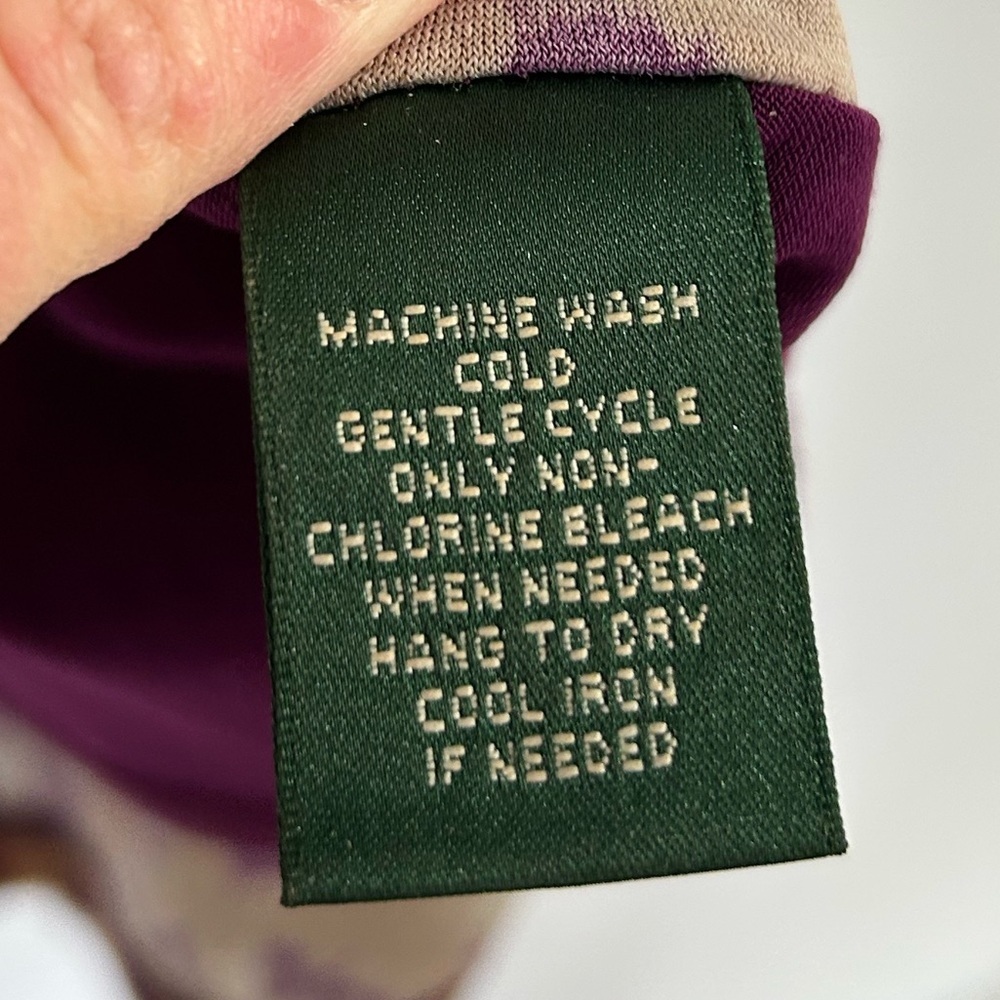 MACHINE WASH
COLD
GENTLE CYCLE
ONLY NON-
CHLORINE BLEACH
WHEN NEEDED
HANG TO DRY
COOL IRON
IF NEEDED